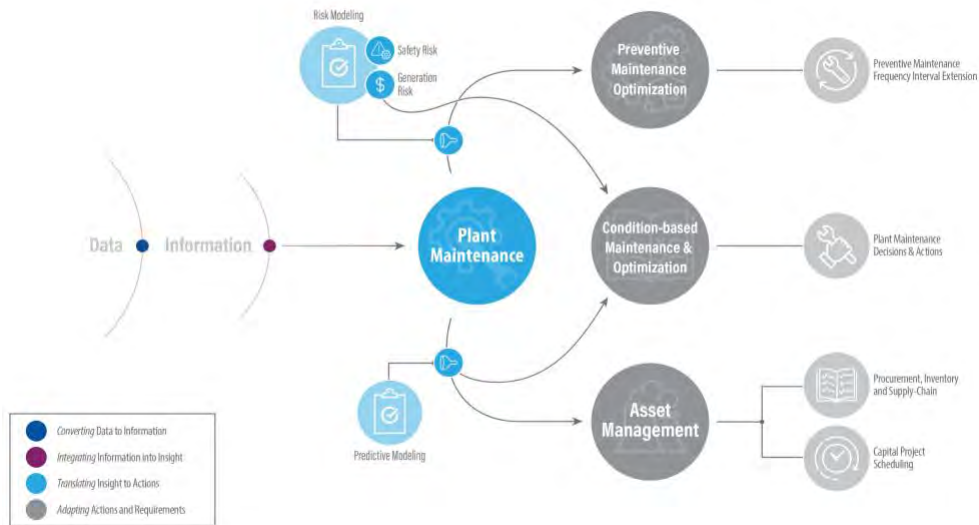 Risk Modeling
Safety Risk
Generation
Risk
Preventive
Maintenance
Optimization
Preventive Maintenance
Frequency Interval Extension
Data
Information
Plant
Maintenance
Condition-based
Maintenance &
Optimization
Plant Maintenance
Decisions & Actions
Predictive Modeling
Asset
Management
Procurement, Inventory
and Supply-Chain
Capital Project
Scheduling
Converting Data to Information
Integrating Information into Insight
Translating Insight to Actions
Adapting Actions and Requirements